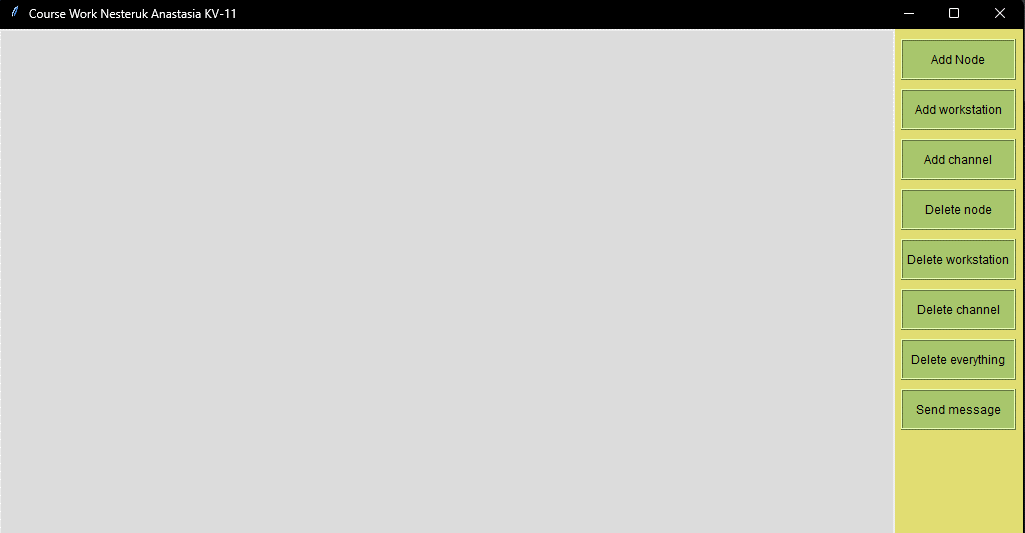 Course Work Nesteruk Anastasia KV-11
Add Node
Add workstation
Add channel
Delete node
Delete workstation
Delete channel
Delete everything
Send message